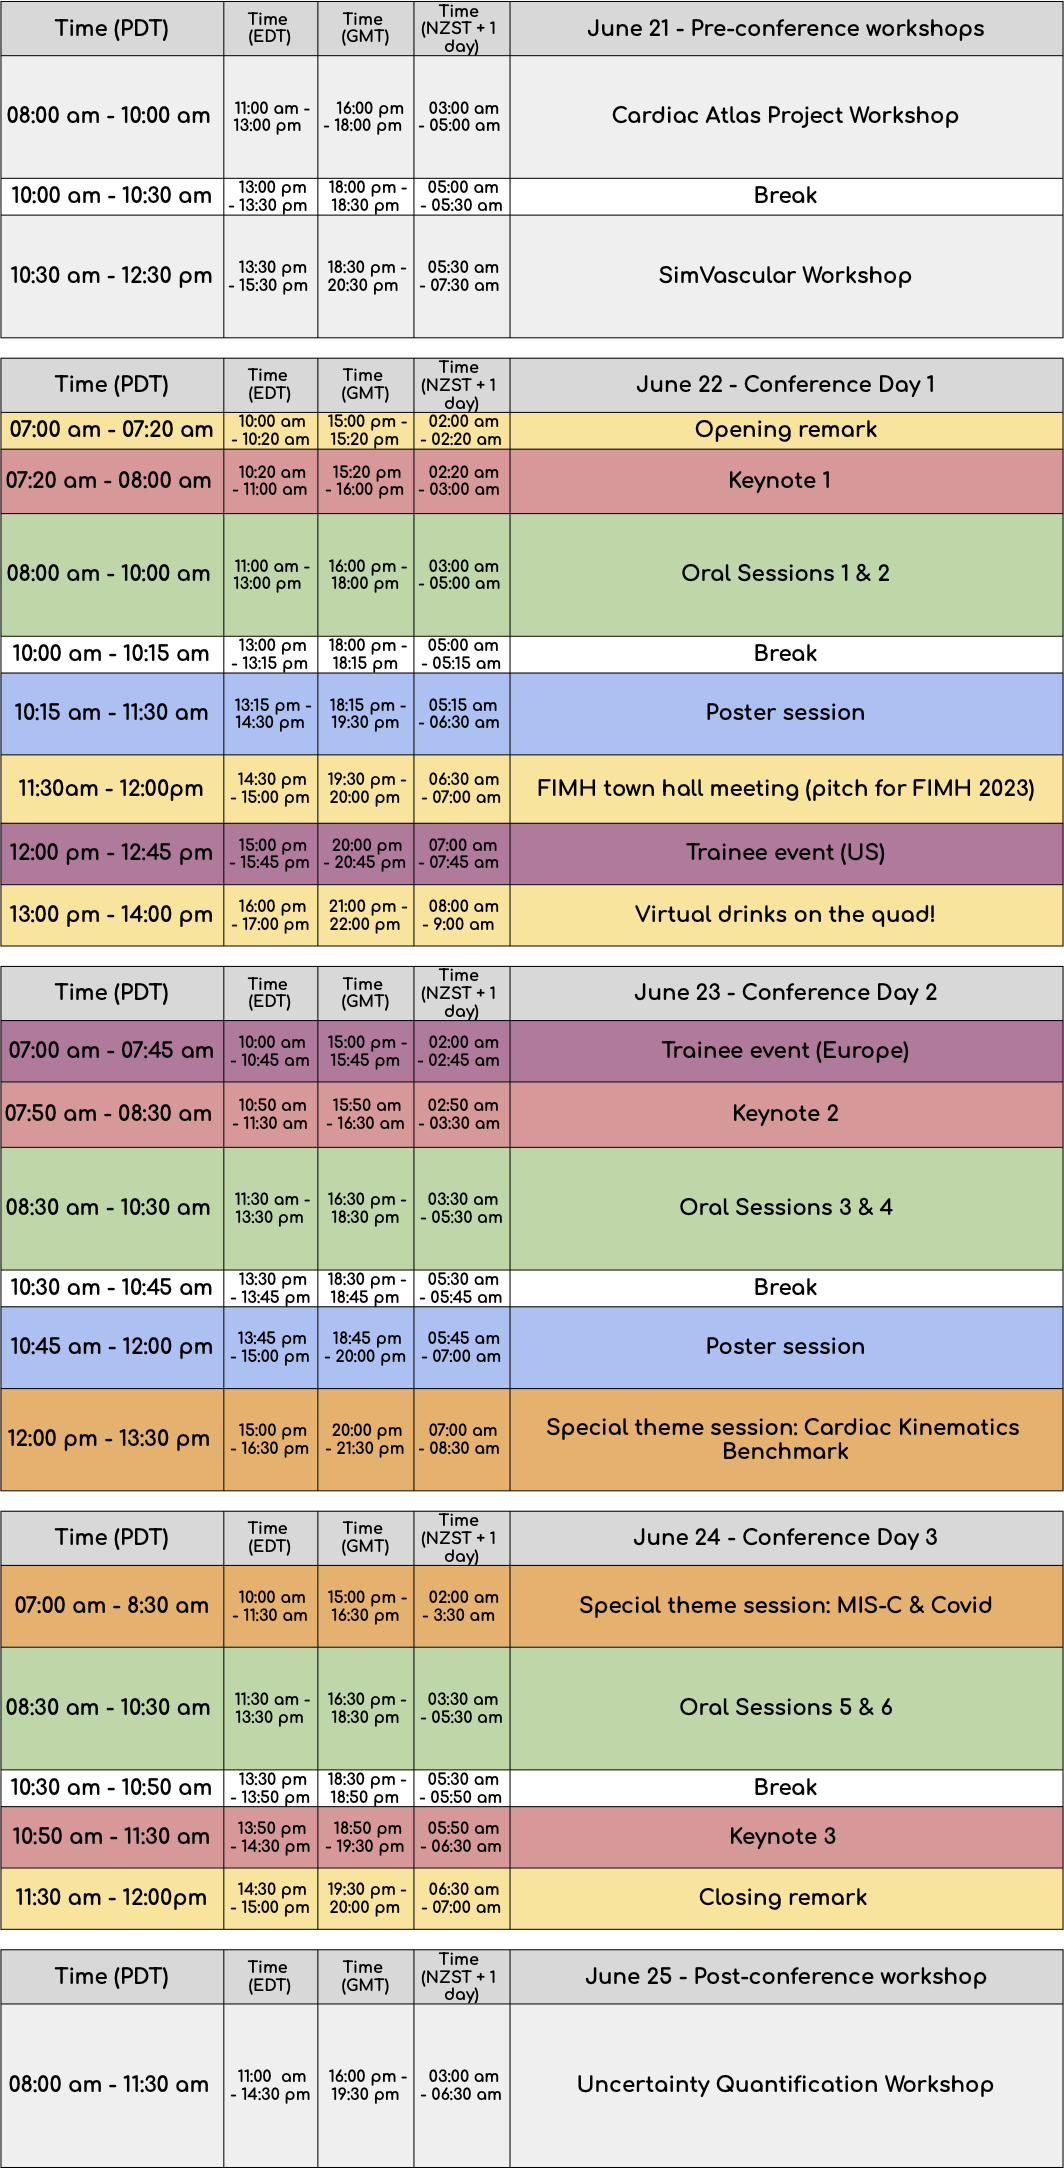 Time (PDT)
Time
(EDT)
Time
(GMT)
Time
(NZST + 1
day)
June 21 - Pre-conference workshops
08:00 am - 10:00 am
11:00 am -
13:00 pm
16:00 pm
- 18:00 pm
03:00 am
- 05:00 am
Cardiac Atlas Project Workshop
10:00 am - 10:30 am
13:00 pm
- 13:30 pm
18:00 pm -
18:30 pm
05:00 am
- 05:30 am
Break
10:30 am - 12:30 pm
13:30 pm
- 15:30 pm
18:30 pm -
20:30 pm
05:30 am
- 07:30 am
SimVascular Workshop
Time (PDT)
Time
(EDT)
Time
(GMT)
Time
(NZST + 1
day)
June 22 - Conference Day 1
07:00 am - 07:20 am
10:00 am
- 10:20 am
15:00 pm -
15:20 pm
02:00 am
- 02:20 am
Opening remark
07:20 am - 08:00 am
10:20 am
- 11:00 am
15:20 pm
- 16:00 pm
02:20 am
- 03:00 am
Keynote 1
08:00 am - 10:00 am
11:00 am -
13:00 pm
16:00 pm -
18:00 pm
03:00 am
- 05:00 am
Oral Sessions 1 & 2
10:00 am - 10:15 am
13:00 pm
- 13:15 pm
18:00 pm -
18:15 pm
05:00 am
- 05:15 am
Break
10:15 am - 11:30 am
13:15 pm -
14:30 pm
18:15 pm -
19:30 pm
05:15 am
- 06:30 am
Poster session
11:30am - 12:00pm
14:30 pm
- 15:00 pm
19:30 pm -
20:00 pm
06:30 am
- 07:00 am
FIMH town hall meeting (pitch for FIMH 2023)
12:00 pm - 12:45 pm
15:00 pm
- 15:45 pm
20:00 pm
- 20:45 pm
07:00 am
- 07:45 am
Trainee event (US)
13:00 pm - 14:00 pm
16:00 pm
- 17:00 pm
21:00 pm -
22:00 pm
08:00 am
- 9:00 am
Virtual drinks on the quad!
Time (PDT)
Time
(EDT)
Time
(GMT)
Time
(NZST + 1
day)
June 23 - Conference Day 2
07:00 am - 07:45 am
10:00 am
- 10:45 am
15:00 pm -
15:45 pm
02:00 am
- 02:45 am
Trainee event (Europe)
07:50 am - 08:30 am
10:50 am
- 11:30 am
15:50 am
- 16:30 am
02:50 am
- 03:30 am
Keynote 2
08:30 am - 10:30 am
11:30 am -
13:30 pm
16:30 pm -
18:30 pm
03:30 am
- 05:30 am
Oral Sessions 3 & 4
10:30 am - 10:45 am
13:30 pm
- 13:45 pm
18:30 pm -
18:45 pm
05:30 am
- 05:45 am
Break
10:45 am - 12:00 pm
13:45 pm
- 15:00 pm
18:45 pm
- 20:00 pm
05:45 am
- 07:00 am
Poster session
12:00 pm - 13:30 pm
15:00 pm
- 16:30 pm
20:00 pm
- 21:30 pm
07:00 am
- 08:30 am
Special theme session: Cardiac Kinematics
Benchmark
Time (PDT)
Time
(EDT)
Time
(GMT)
Time
(NZST + 1
day)
June 24 - Conference Day 3
07:00 am - 8:30 am
10:00 am
- 11:30 am
15:00 pm -
16:30 pm
02:00 am
- 3:30 am
Special theme session: MIS-C & Covid
08:30 am - 10:30 am
11:30 am -
13:30 pm
16:30 pm -
18:30 pm
03:30 am
- 05:30 am
Oral Sessions 5 & 6
10:30 am - 10:50 am
13:30 pm
- 13:50 pm
18:30 pm -
18:50 pm
05:30 am
- 05:50 am
Break
10:50 am - 11:30 am
13:50 pm
- 14:30 pm
18:50 pm
- 19:30 pm
05:50 am
- 06:30 am
Keynote 3
11:30 am - 12:00pm
14:30 pm
- 15:00 pm
19:30 pm -
20:00 pm
06:30 am
- 07:00 am
Closing remark
Time (PDT)
Time
(EDT)
Time
(GMT)
Time
(NZST + 1
day)
June 25 - Post-conference workshop
08:00 am - 11:30 am
11:00 am
- 14:30 pm
16:00 pm -
19:30 pm
03:00 am
- 06:30 am
Uncertainty Quantification Workshop